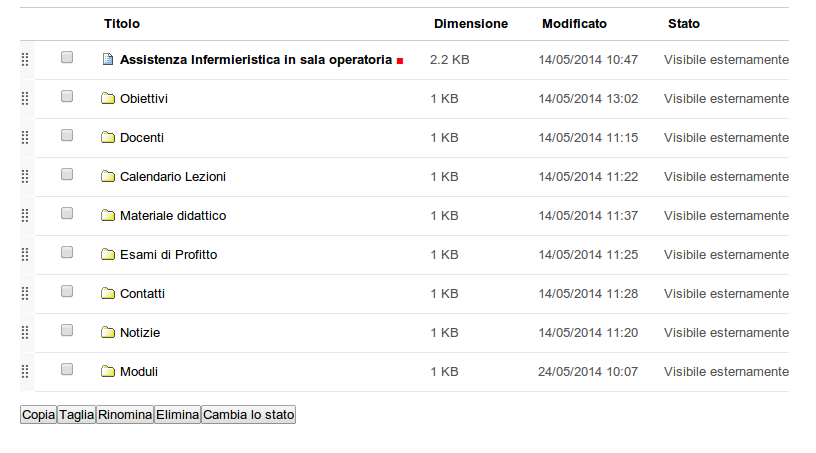 Titolo Dimensione Modificato Stato
Assistenza Infermieristica in sala operatoria 2.2 KB 14/05/2014 10:47 Visibile esternamente
Obiettivi 1 KB 14/05/2014 13:02 Visibile esternamente
Docenti 1 KB 14/05/2014 11:15 Visibile esternamente
Calendario Lezioni 1 KB 14/05/2014 11:22 Visibile esternamente
Materiale didattico 1 KB 14/05/2014 11:37 Visibile esternamente
Esami di Profitto 1 KB 14/05/2014 11:25 Visibile esternamente
Contatti 1 KB 14/05/2014 11:28 Visibile esternamente
Notizie 1 KB 14/05/2014 11:20 Visibile esternamente
Moduli 1 KB 24/05/2014 10:07 Visibile esternamente
Copia Taglia Rinomina Elimina Cambia lo stato